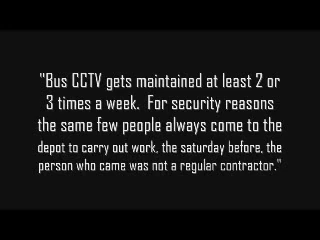 "Bus CCTV gets maintained at least 2 or
3 times a week. For security reasons
the same few people always come to the
depot to carry out work, the saturday before, the
person who came was not a regular contractor."